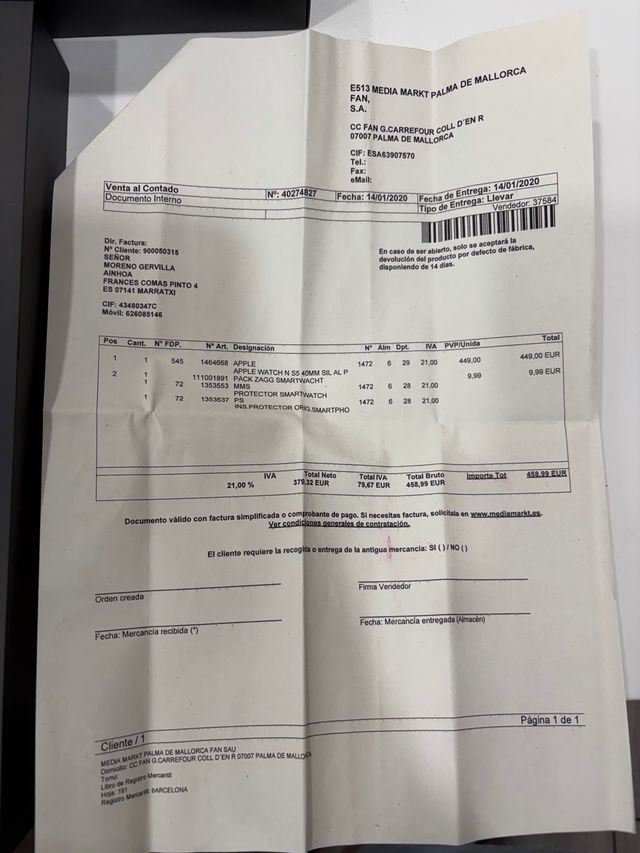 E513 MEDIA MARKT PALMA DE MALLORCA
FAN,
S.A.
CC FAN G.CARREFOUR COLL D´EN R
07007 PALMA DE MALLORCA
CIF: ESA63907570
Tel.:
Fax:
eMail:
Venta al Contado Nº: 40274827 Fecha: 14/01/2020 Fecha de Entrega: 14/01/2020
Documento Interno Tipo de Entrega: Llevar
Vendedor: 37584
En caso de ser abierto, solo se aceptará la
devolución del producto por defecto de fábrica,
disponiendo de 14 días.
Dir. Factura:
Nº Cliente: 900050315
SEÑOR
MORENO GERVILLA
AINHOA
FRANCES COMAS PINTO 4
ES 07141 MARRATXI
CIF: 43480347C
Móvil: 626085146
Pos Cant. Nº FDP. Nº Art. Designación Nº Alm Dpt. IVA PVP/Unida Total
1 1 545 1464668 APPLE 1472 6 29 21,00 449,00 449,00 EUR
APPLE WATCH N S5 40MM SIL AL P
2 1 111001891 PACK ZAGG SMARTWACHT 9,99 9,99 EUR
1 72 1353553 MMS 1472 6 28 21,00
PROTECTOR SMARTWATCH
1 72 1353537 PS 1472 6 28 21,00
INS.PROTECTOR ORIG.SMARTPHO
IVA Total Neto Total IVA Total Bruto Importe Tot 458,99 EUR
21,00 % 379,32 EUR 79,67 EUR 458,99 EUR
Documento válido con factura simplificada o comprobante de pago. Si necesitas factura, solicítala en www.mediamarkt.es.
Ver condiciones generales de contratación.
El cliente requiere la recogida o entrega de la antigua mercancia: SI ( ) / NO ( )
Orden creada
Firma Vendedor
Fecha: Mercancía recibida (*)
Fecha: Mercancía entregada (Almacén)
Página 1 de 1
Cliente / 1
MEDIA MARKT PALMA DE MALLORCA FAN SAU
Domicilio: CC FAN G.CARREFOUR COLL D´EN R 07007 PALMA DE MALLORCA
Tomo:
Libro de Registro Mercantil:
Hoja: 191
Registro Mercantil: bARCELONA